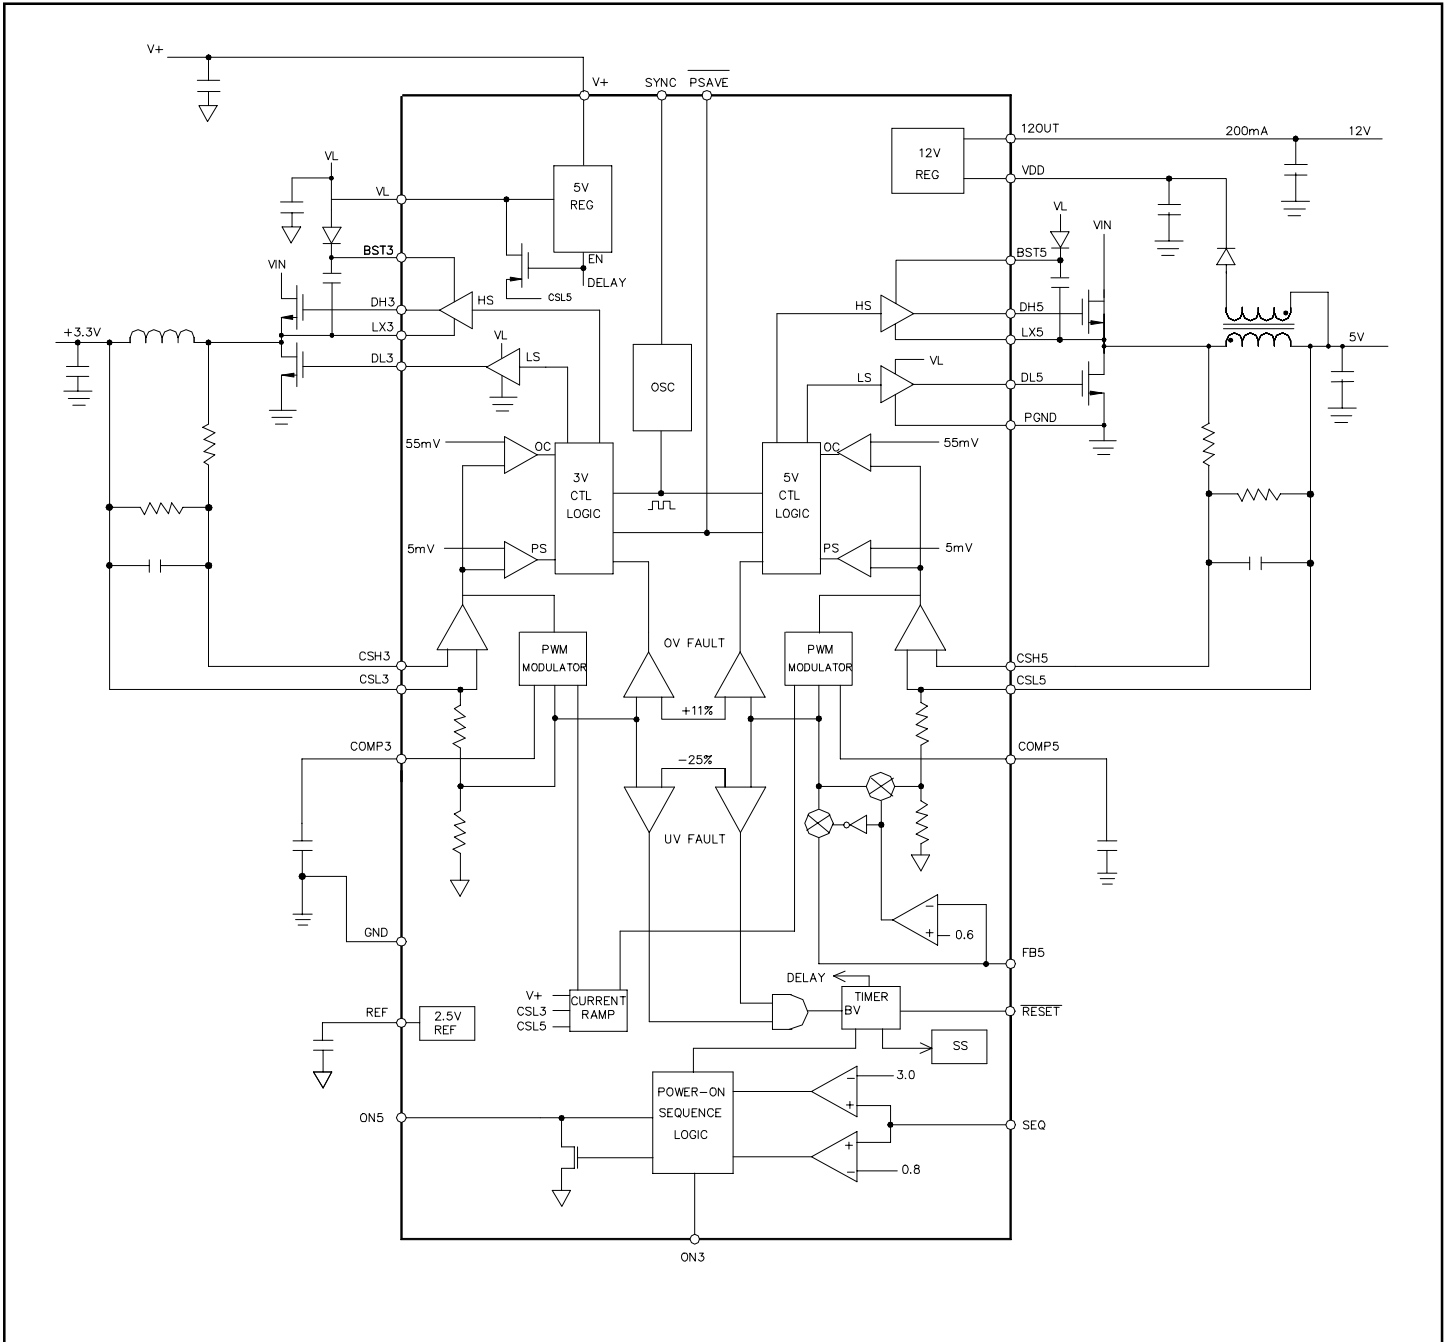 V+
V+
SYNC
PSAVE
12OUT
200mA
12V
12V
REG
VDD
VL
VL
5V
REG
VL
VIN
BST3
BST5
EN
DELAY
VIN
CSL5
DH3
HS
HS
DH5
+3.3V
LX3
LX5
VL
5V
DL3
LS
VL
LS
DL5
OSC
PGND
55mV
OC
OC
55mV
3V
CTL
LOGIC
5V
CTL
LOGIC
5mV
PS
PS
5mV
CSH3
PWM
MODULATOR
OV FAULT
PWM
MODULATOR
CSH5
CSL3
CSL5
+11%
COMP3
COMP5
-25%
UV FAULT
-
+
0.6
GND
FB5
DELAY
V+
CSL3
CSL5
CURRENT
RAMP
TIMER
BV
RESET
REF
2.5V
REF
SS
POWER-ON
SEQUENCE
LOGIC
-
3.0
+
ON5
SEQ
+
-
0.8
ON3